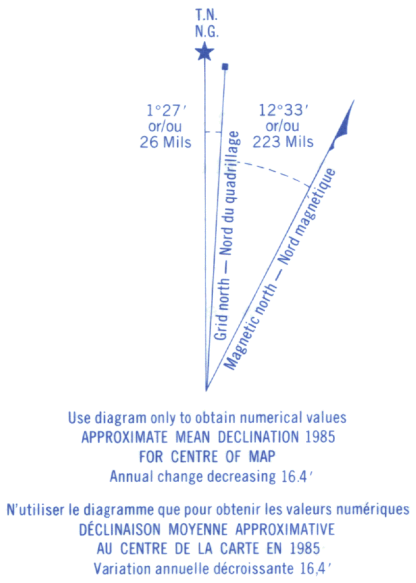 T.N.
N.G.
1°27′
or/ou
26 Mils
12°33′
or/ou
223 Mils
Grid north — Nord du quadrillage
Magnetic north — Nord magnétique
Use diagram only to obtain numerical values
APPROXIMATE MEAN DECLINATION 1985
FOR CENTRE OF MAP
Annual change decreasing 16.4′
N'utiliser le diagramme que pour obtenir les valeurs numériques
DÉCLINAISON MOYENNE APPROXIMATIVE
AU CENTRE DE LA CARTE EN 1985
Variation annuelle décroissante 16,4′